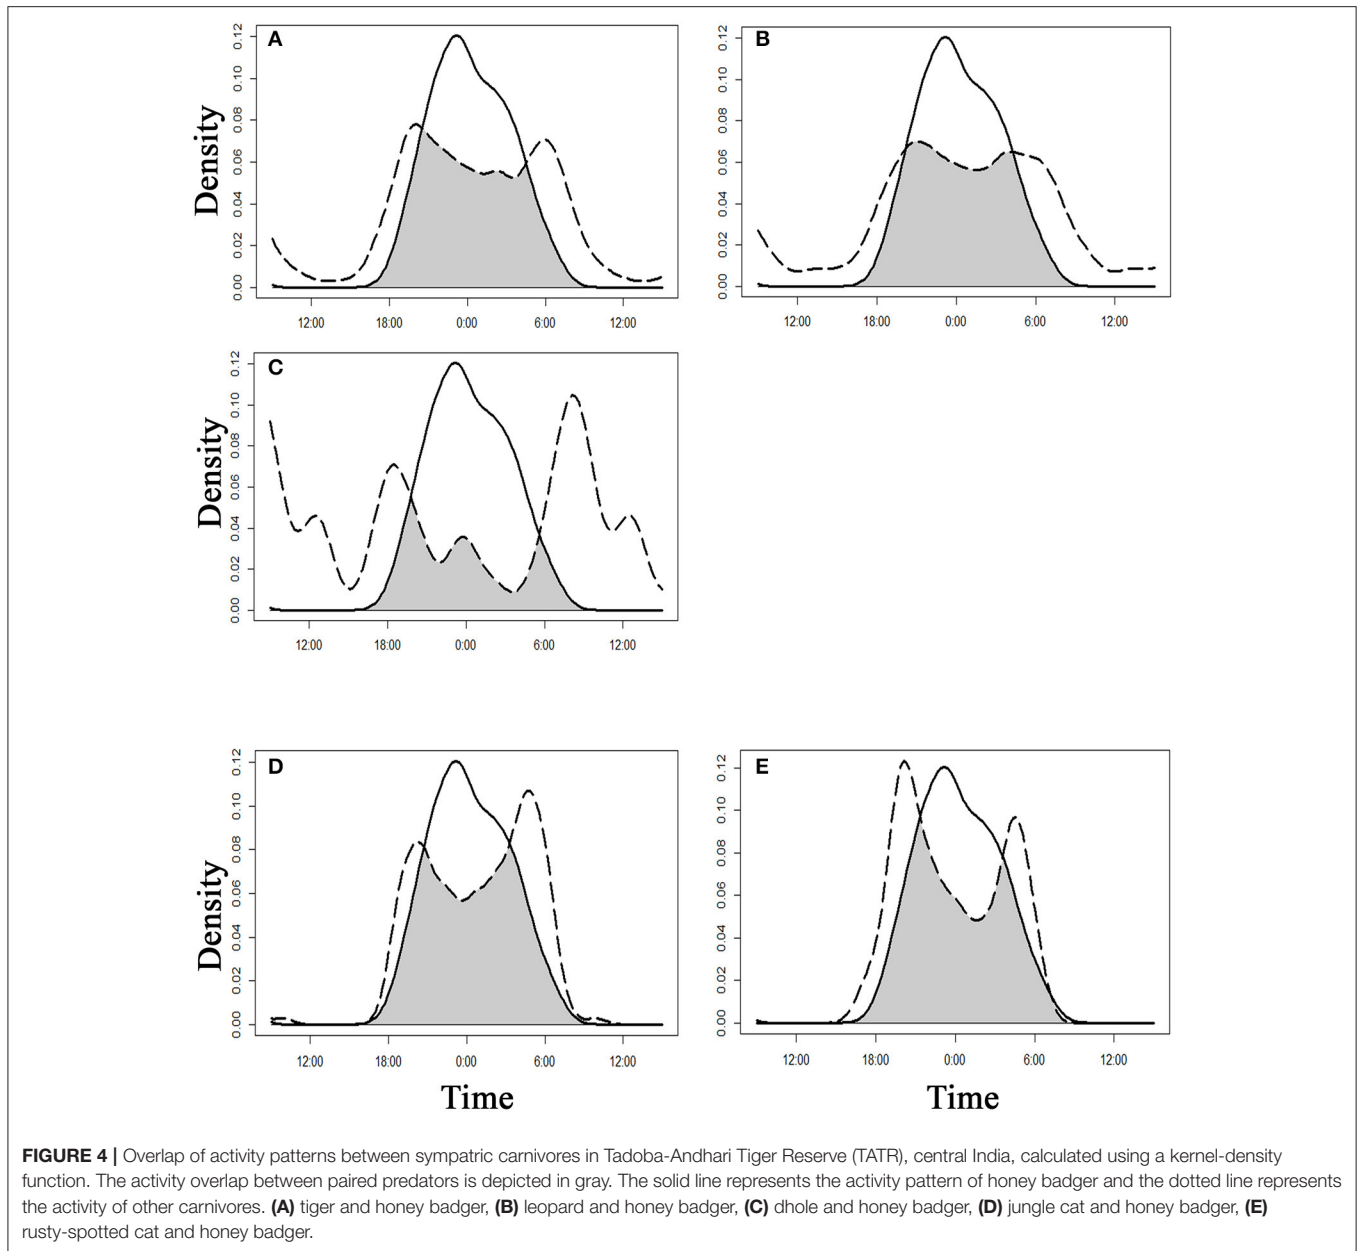 A
Density
0.12
0.10
0.08
0.06
0.04
0.02
0.00
12:00 18:00 0:00 6:00 12:00
B
0.12
0.10
0.08
0.06
0.04
0.02
0.00
12:00 18:00 0:00 6:00 12:00
C
Density
0.12
0.10
0.08
0.06
0.04
0.02
0.00
12:00 18:00 0:00 6:00 12:00
D
Density
0.12
0.10
0.08
0.06
0.04
0.02
0.00
12:00 18:00 0:00 6:00 12:00
Time
E
0.12
0.10
0.08
0.06
0.04
0.02
0.00
12:00 18:00 0:00 6:00 12:00
Time
FIGURE 4 | Overlap of activity patterns between sympatric carnivores in Tadoba-Andhari Tiger Reserve (TATR), central India, calculated using a kernel-density
function. The activity overlap between paired predators is depicted in gray. The solid line represents the activity pattern of honey badger and the dotted line represents
the activity of other carnivores. (A) tiger and honey badger, (B) leopard and honey badger, (C) dhole and honey badger, (D) jungle cat and honey badger, (E)
rusty-spotted cat and honey badger.